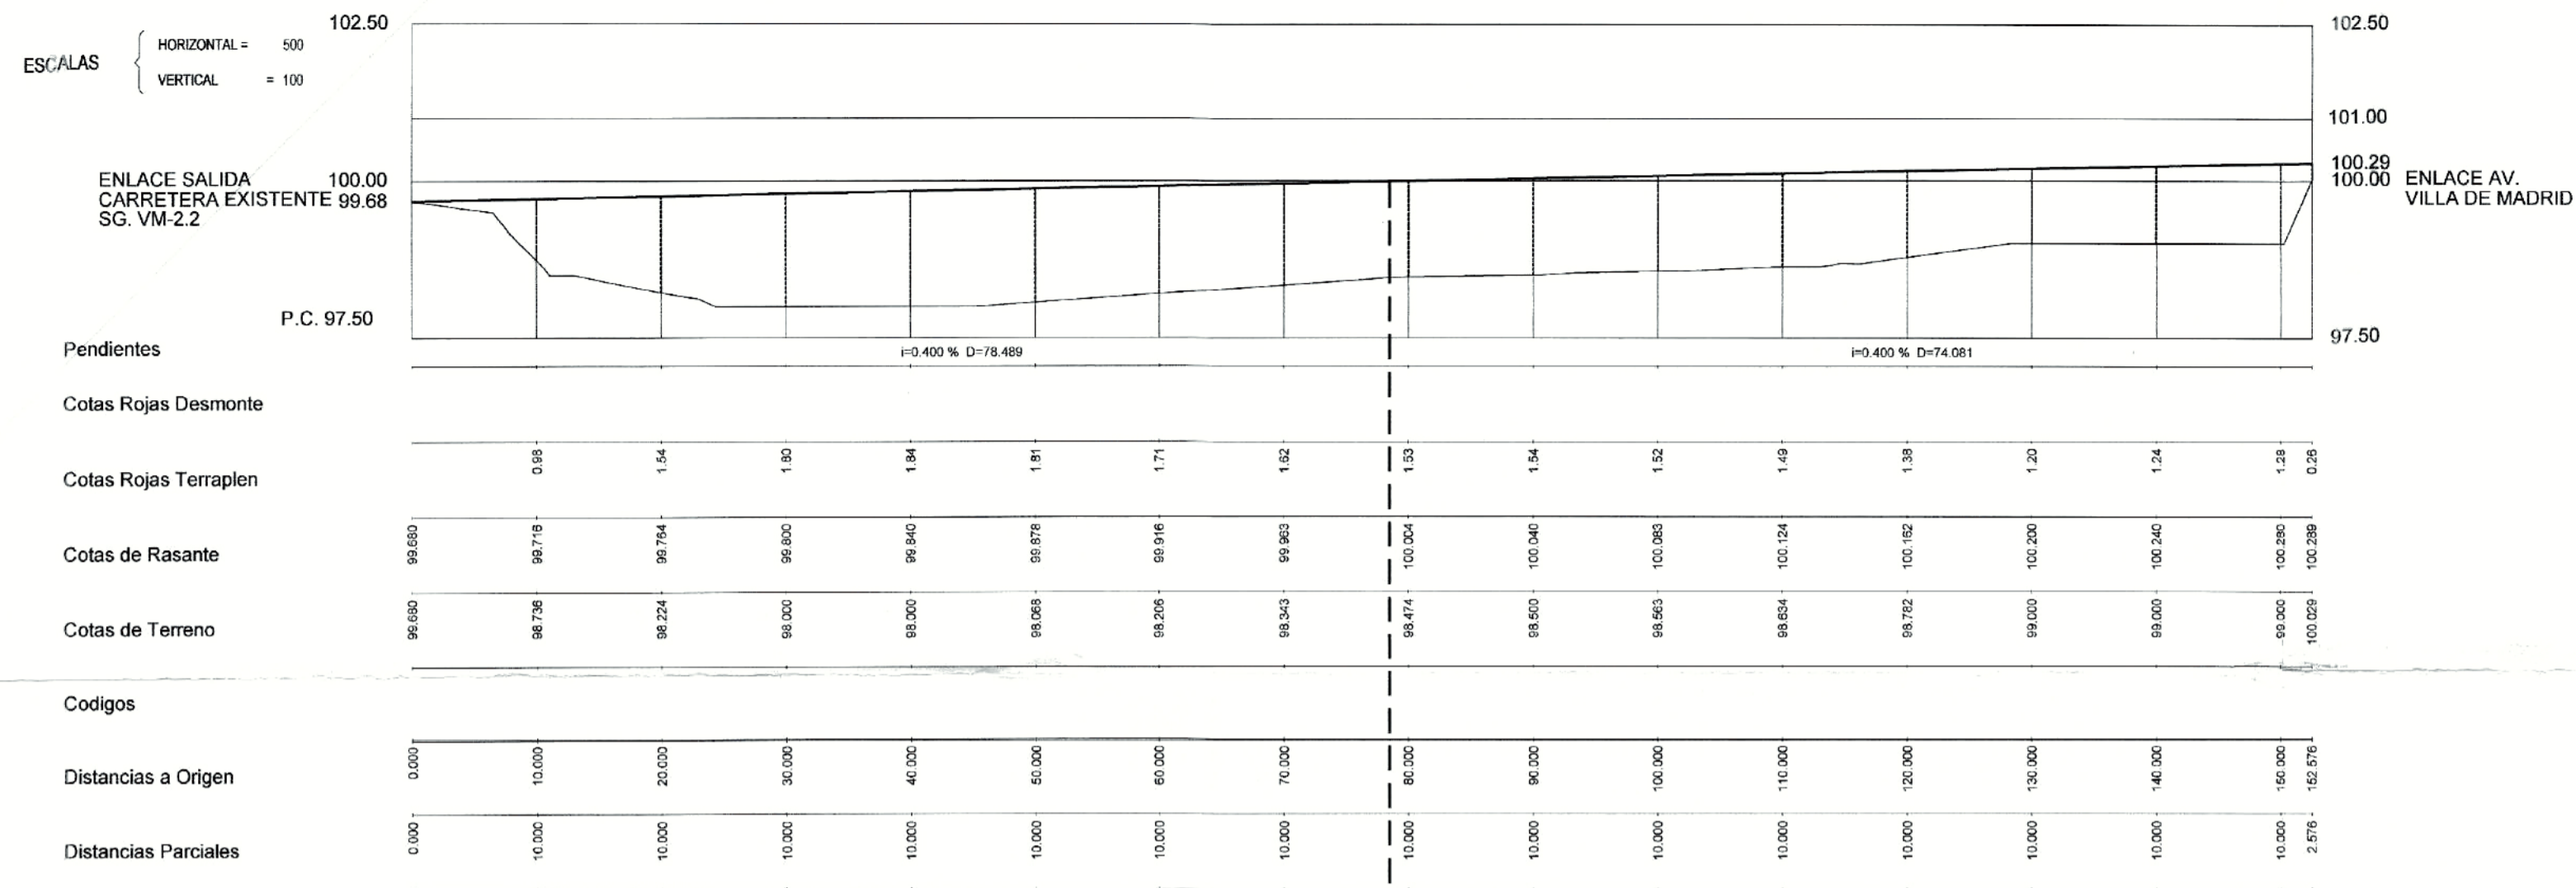 102.50
102.50
ESCALAS
HORIZONTAL = 500
VERTICAL = 100
101.00
100.29
ENLACE SALIDA 100.00
100.00 ENLACE AV.
CARRETERA EXISTENTE 99.68
VILLA DE MADRID
SG. VM-2.2
P.C. 97.50
97.50
Pendientes
i=0.400 % D=78.489
i=0.400 % D=74.081
Cotas Rojas Desmonte
Cotas Rojas Terraplen
0.98 1.54 1.80 1.84 1.81 1.71 1.62 1.53 1.54 1.52 1.49 1.38 1.20 1.24 1.28 0.26
Cotas de Rasante
99.680 99.716 99.764 99.800 99.840 99.878 99.916 99.963 100.004 100.040 100.083 100.124 100.162 100.200 100.240 100.280 100.289
Cotas de Terreno
99.680 98.736 98.224 98.000 98.000 98.068 98.206 98.343 98.474 98.500 98.563 98.634 98.782 99.000 99.000 99.000 100.029
Codigos
Distancias a Origen
0.000 10.000 20.000 30.000 40.000 50.000 60.000 70.000 80.000 90.000 100.000 110.000 120.000 130.000 140.000 150.000 152.576
Distancias Parciales
0.000 10.000 10.000 10.000 10.000 10.000 10.000 10.000 10.000 10.000 10.000 10.000 10.000 10.000 10.000 10.000 2.576